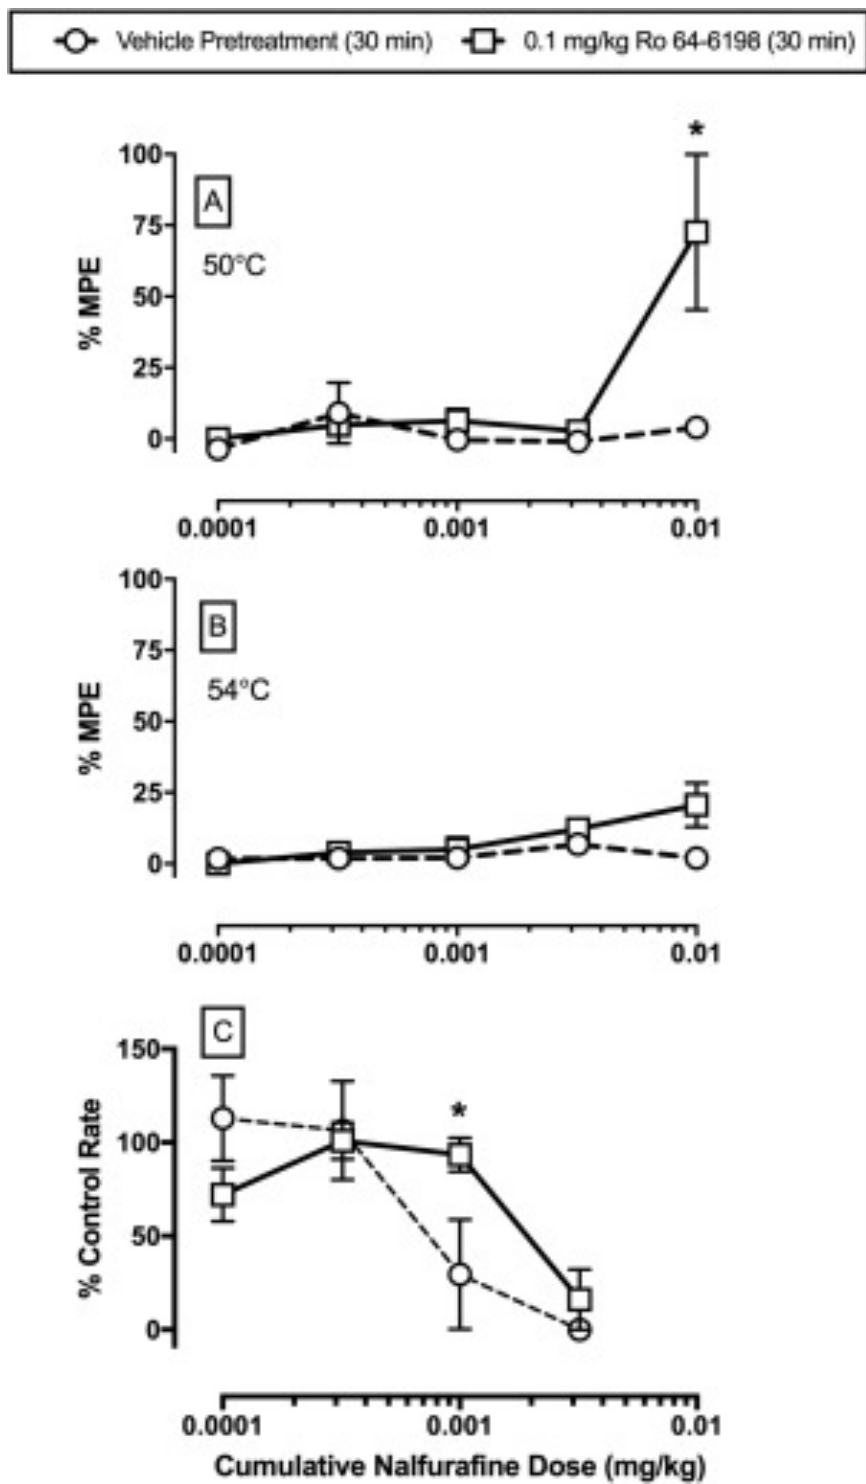 Vehicle Pretreatment (30 min) 0.1 mg/kg Ro 64-6198 (30 min)
*
100
75
50
25
0
% MPE
A
50°C
0.0001 0.001 0.01
100
75
50
25
0
% MPE
B
54°C
0.0001 0.001 0.01
C
150
100
50
0
% Control Rate
*
0.0001 0.001 0.01
Cumulative Nalfurafine Dose (mg/kg)